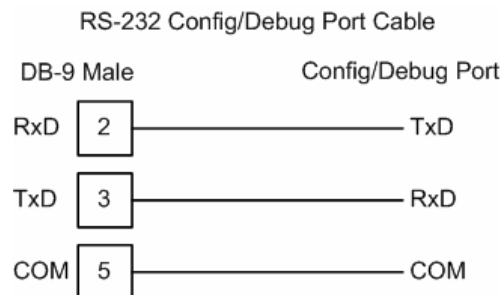 RS-232 Config/Debug Port Cable
DB-9 Male Config/Debug Port
RxD 2 TxD
TxD 3 RxD
COM 5 COM